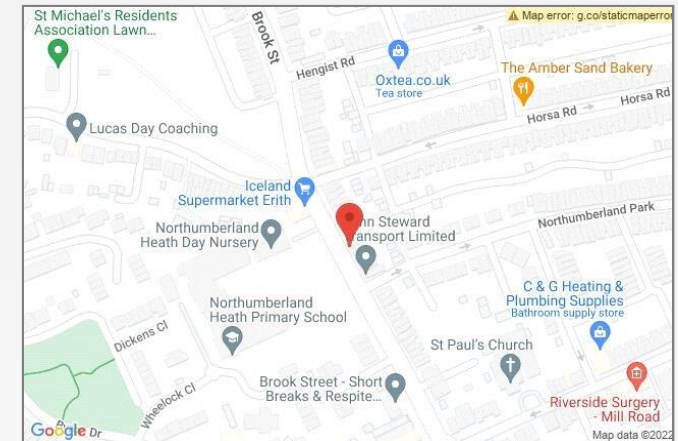 St Michael's Residents
Association Lawn...
Brook St
Map error: g.co/staticmaperror
Hengist Rd
Oxtea.co.uk
Tea store
The Amber Sand Bakery
Horsa Rd
Horsa Rd
Lucas Day Coaching
Iceland
Supermarket Erith
Northumberland
Heath Day Nursery
nn Steward
ansport Limited
Northumberland Park
C & G Heating &
Plumbing Supplies
Bathroom supply store
Northumberland
Heath Primary School
Dickens Cl
St Paul's Church
Brook Street - Short
Breaks & Respite...
Wheelock Cl
Riverside Surgery
- Mill Road
Google
Dr
Map data ©2022